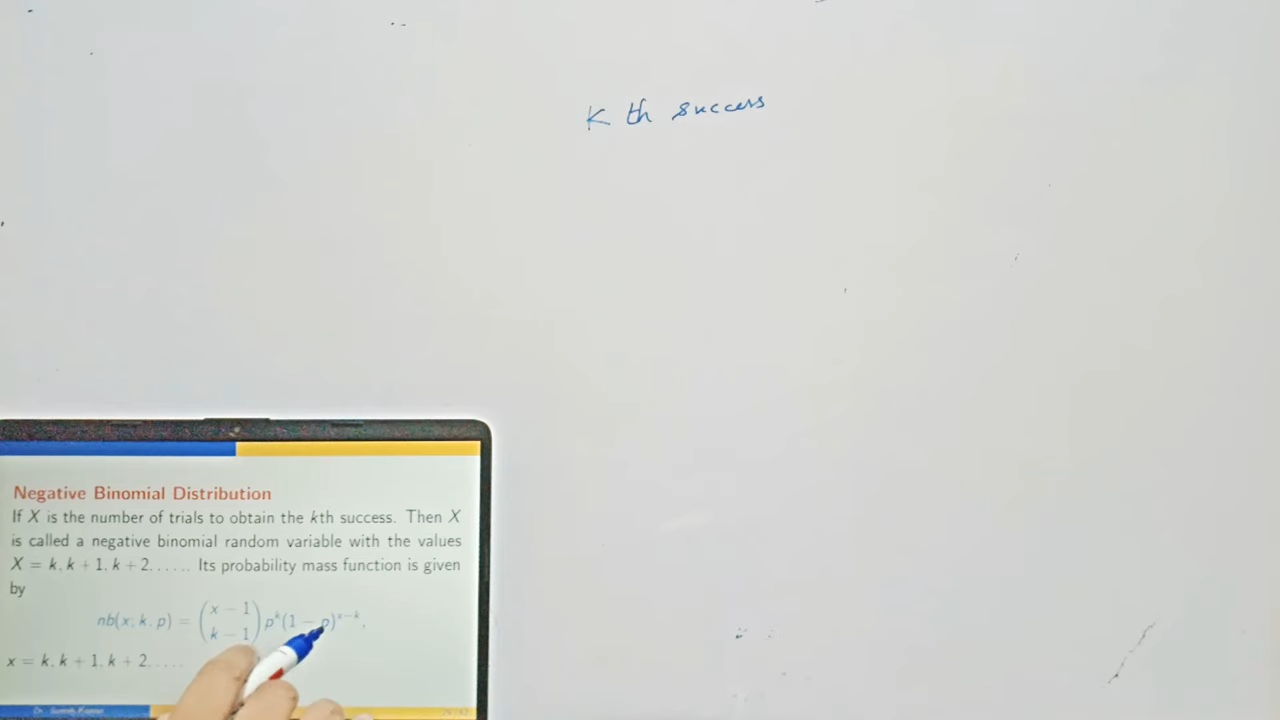 K th success
Negative Binomial Distribution
If X is the number of trials to obtain the kth success. Then X
is called a negative binomial random variable with the values
X = k, k + 1, k + 2, . . . . . Its probability mass function is given
by
nb(x; k, p) = \binom{x − 1}{k − 1} p^k (1 − p)^{x−k},
x = k, k + 1, k + 2, . . . .